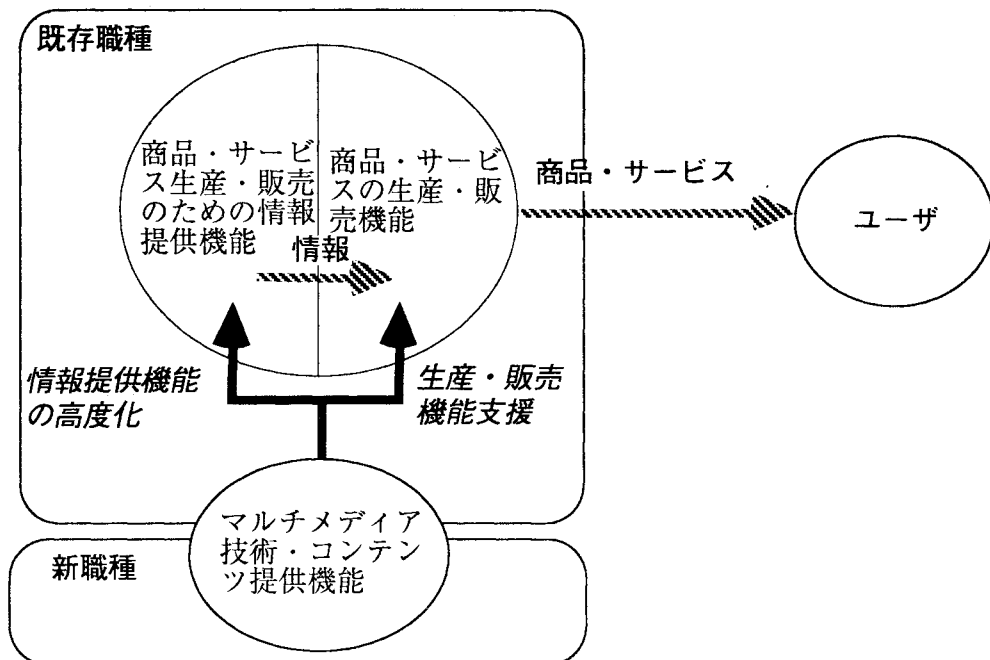 既存職種
商品・サービ
ス生産・販売
のための情報
提供機能
商品・サービ
スの生産・販
売機能
情報
商品・サービス
ユーザ
情報提供機能
の高度化
生産・販売
機能支援
マルチメディア
技術・コンテン
ツ提供機能
新職種